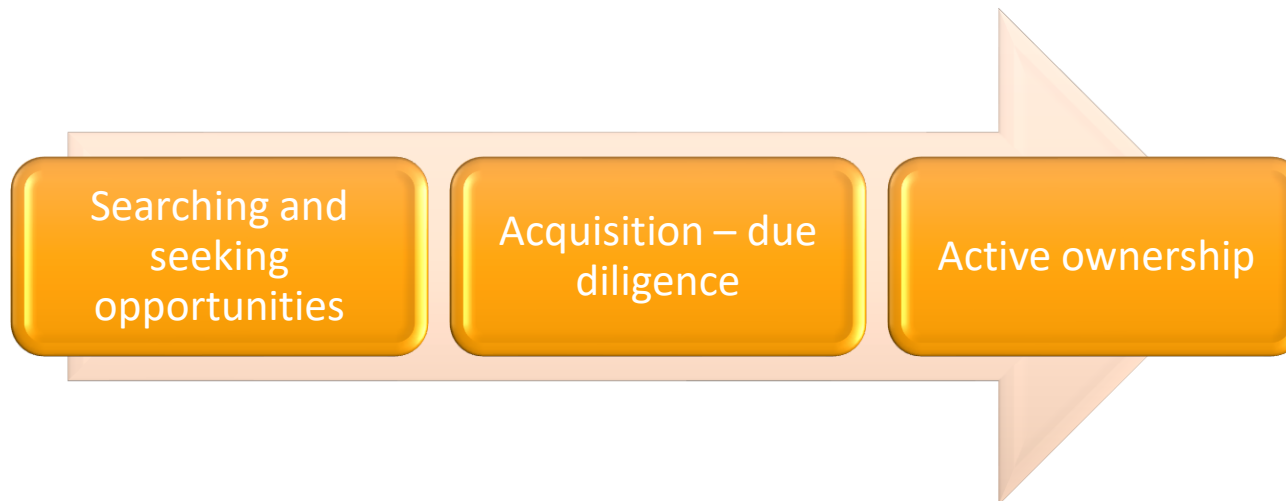 Searching and
seeking
opportunities
Acquisition – due
diligence
Active ownership